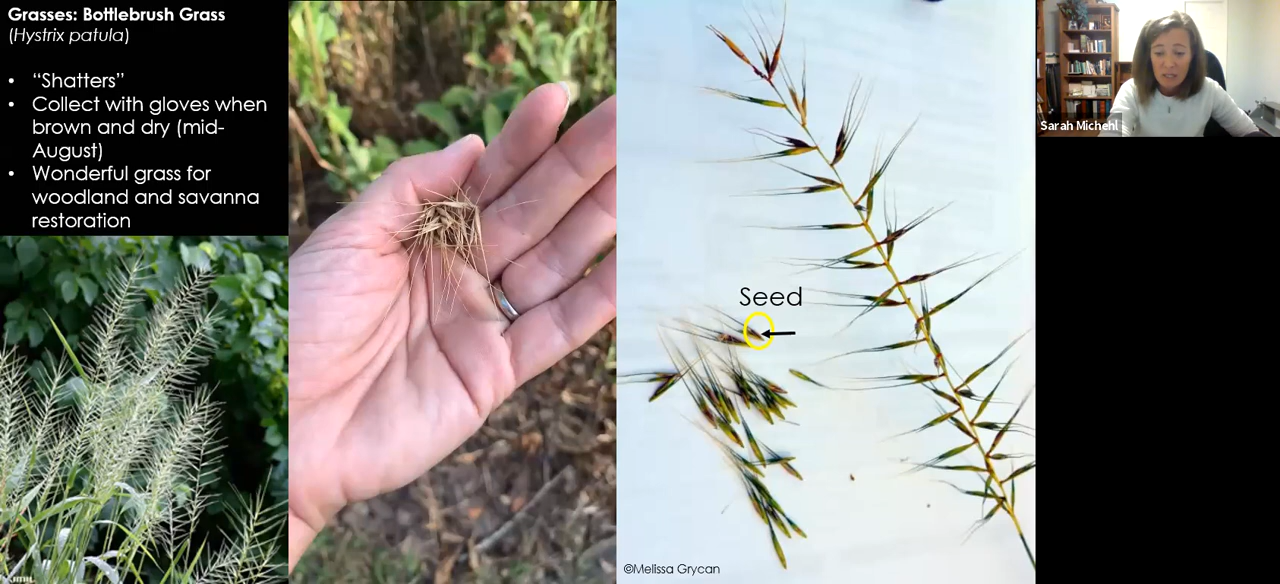 Grasses: Bottlebrush Grass
(Hystrix patula)
• “Shatters”
• Collect with gloves when
brown and dry (mid-
August)
• Wonderful grass for
woodland and savanna
restoration
Seed
©Melissa Grycan
Sarah Michehl